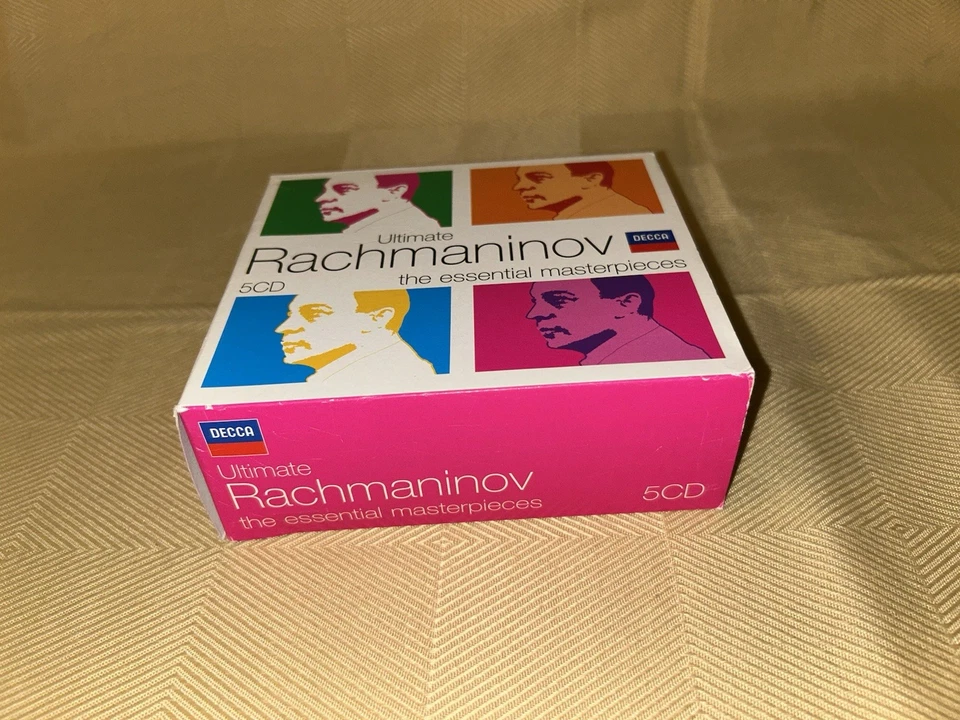 Ultimate
Rachmaninov
DECCA
5CD
the essential masterpieces
DECCA
Ultimate
Rachmaninov
the essential masterpieces
5CD